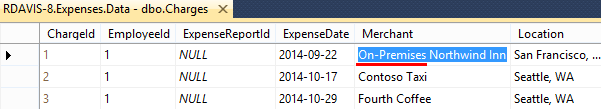 RDAVIS-8.Expenses.Data - dbo.Charges
ChargeId EmployeeId ExpenseReportId ExpenseDate Merchant Location
1 1 NULL 2014-09-22 On-Premises Northwind Inn San Francisco, ...
2 1 NULL 2014-10-17 Contoso Taxi Seattle, WA
3 1 NULL 2014-10-29 Fourth Coffee Seattle, WA